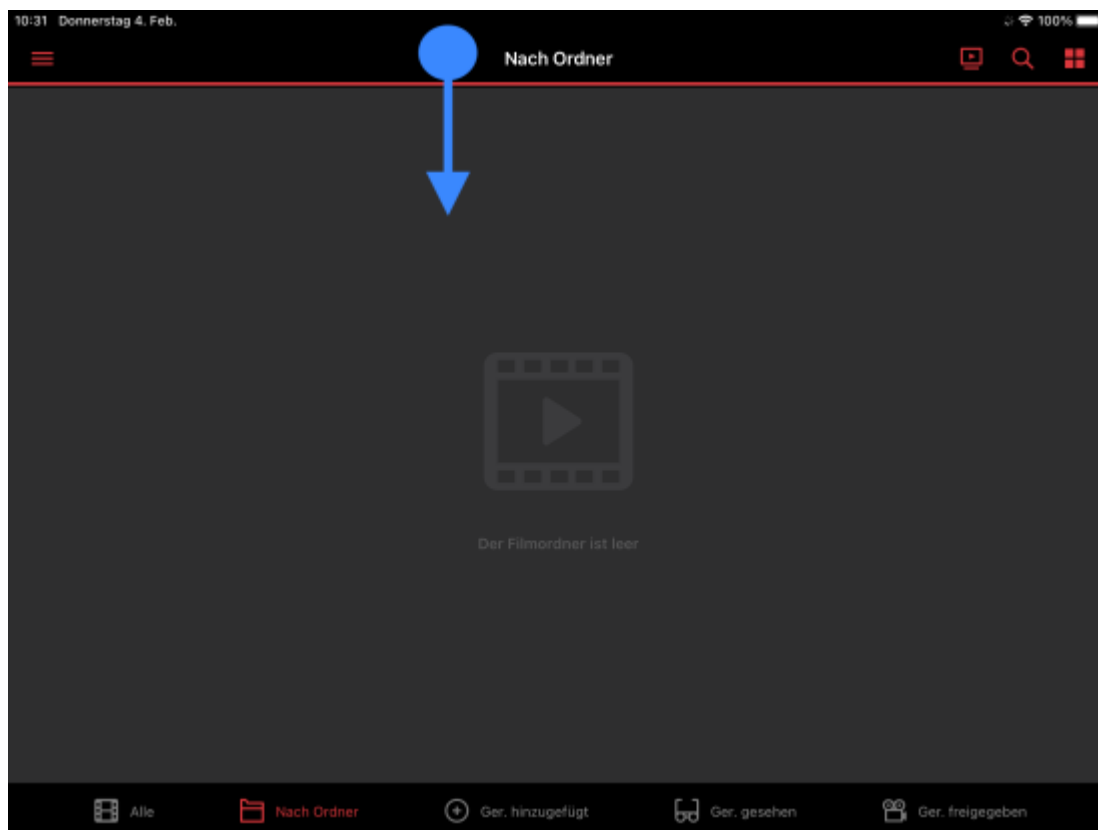 10:31 Donnerstag 4. Feb. 100%
Nach Ordner
Der Filmordner ist leer
Alle Nach Ordner Ger. hinzugefügt Ger. gesehen Ger. freigegeben